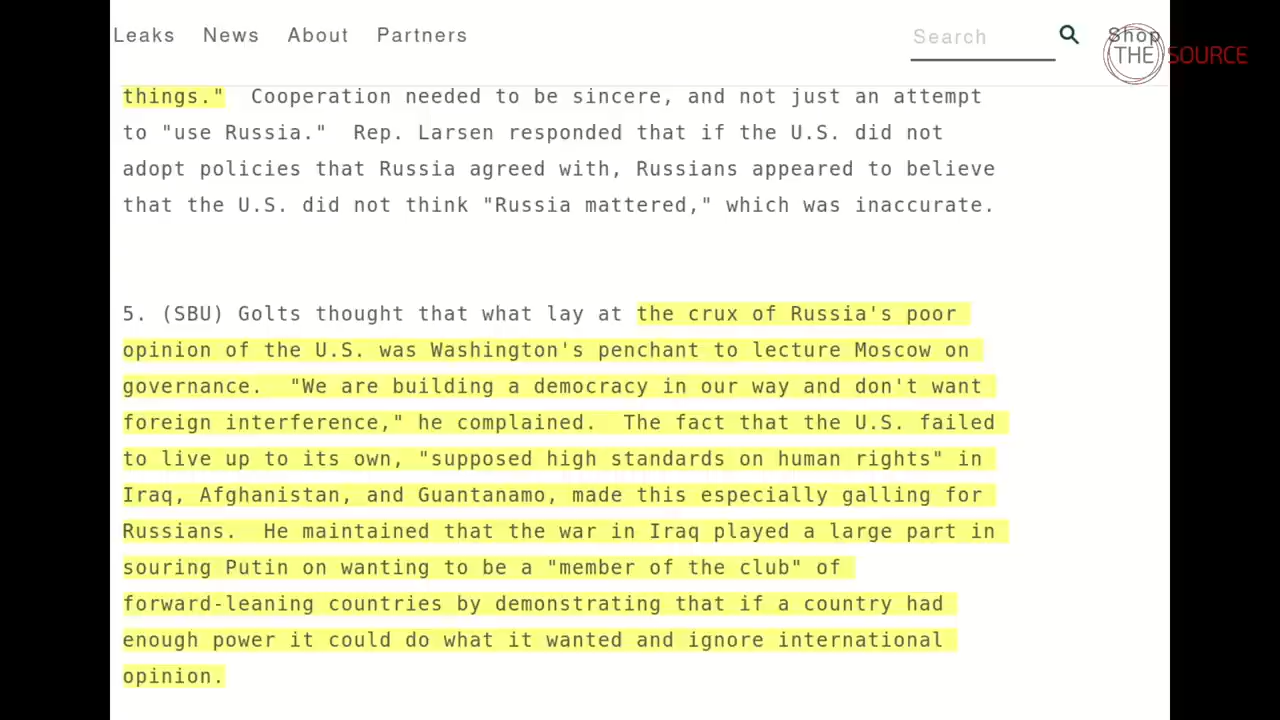 Leaks News About Partners Search Shop
THE SOURCE
things."  Cooperation needed to be sincere, and not just an attempt
to "use Russia."  Rep. Larsen responded that if the U.S. did not
adopt policies that Russia agreed with, Russians appeared to believe
that the U.S. did not think "Russia mattered," which was inaccurate.
5. (SBU) Golts thought that what lay at the crux of Russia's poor
opinion of the U.S. was Washington's penchant to lecture Moscow on
governance.  "We are building a democracy in our way and don't want
foreign interference," he complained.  The fact that the U.S. failed
to live up to its own, "supposed high standards on human rights" in
Iraq, Afghanistan, and Guantanamo, made this especially galling for
Russians.  He maintained that the war in Iraq played a large part in
souring Putin on wanting to be a "member of the club" of
forward-leaning countries by demonstrating that if a country had
enough power it could do what it wanted and ignore international
opinion.